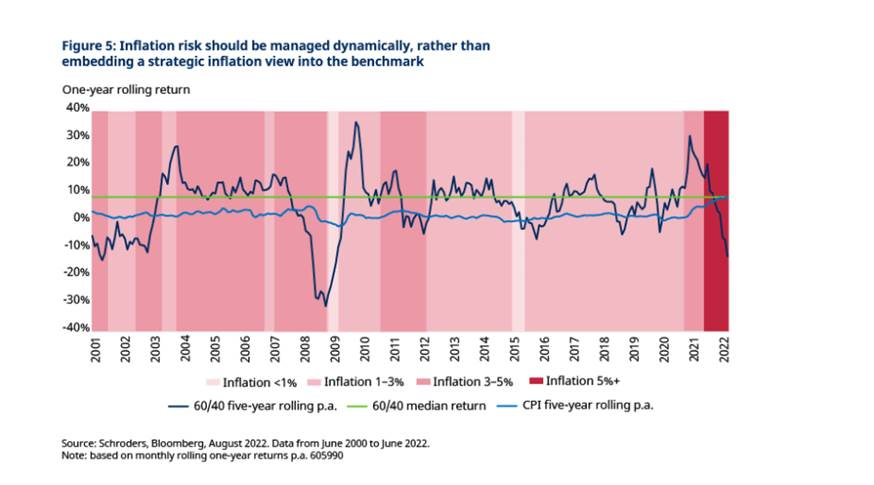 Figure 5: Inflation risk should be managed dynamically, rather than
embedding a strategic inflation view into the benchmark
One-year rolling return
40%
30%
20%
10%
0%
-10%
-20%
-30%
-40%
2001 2002 2003 2004 2005 2006 2007 2008 2009 2010 2011 2012 2013 2014 2015 2016 2017 2018 2019 2020 2021 2022
Inflation <1% Inflation 1–3% Inflation 3–5% Inflation 5%+
60/40 five-year rolling p.a. 60/40 median return CPI five-year rolling p.a.
Source: Schroders, Bloomberg, August 2022. Data from June 2000 to June 2022.
Note: based on monthly rolling one-year returns p.a. 605990